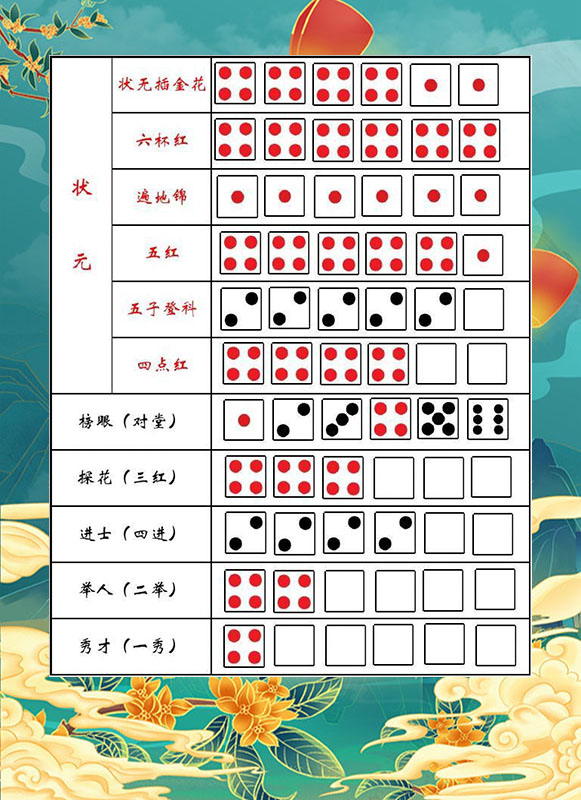 状元
状元插金花
六杯红
遍地锦
五红
五子登科
四点红
榜眼（对堂）
探花（三红）
进士（四进）
举人（二举）
秀才（一秀）